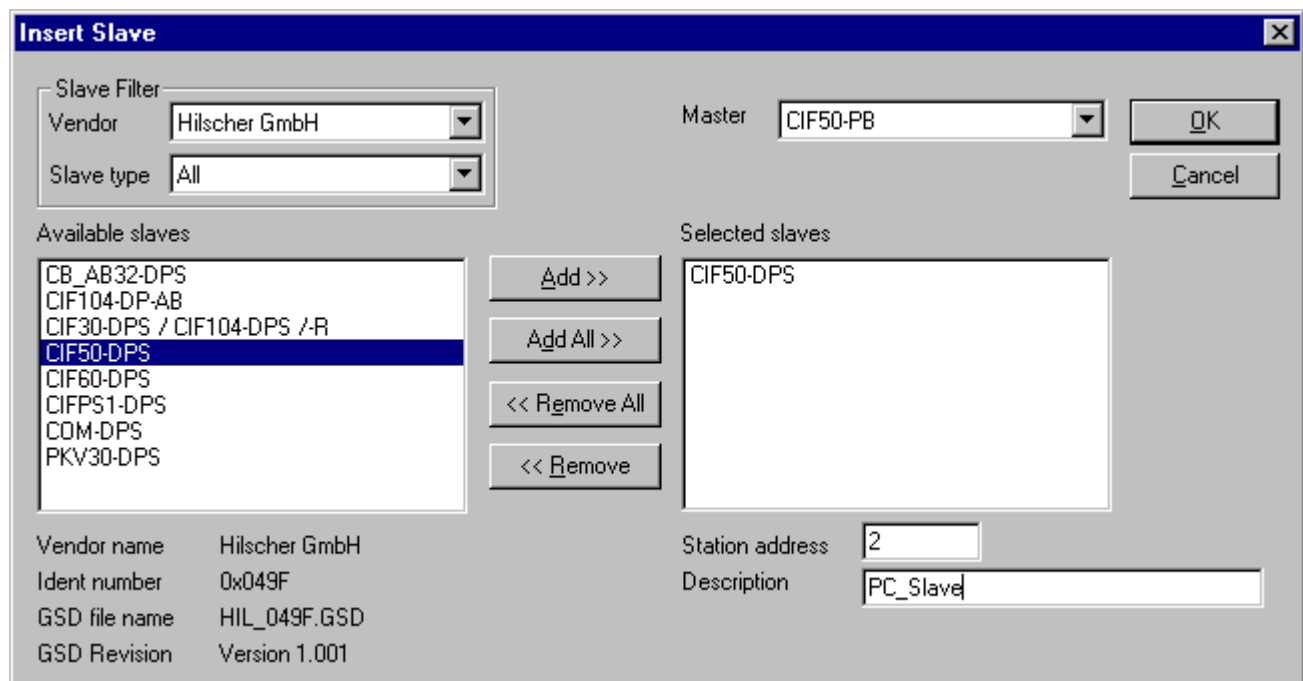 Insert Slave
Slave Filter
Vendor Hilscher GmbH
Slave type All
Master CIF50-PB
OK
Cancel
Available slaves
CB_AB32-DPS
CIF104-DP-AB
CIF30-DPS / CIF104-DPS /-R
CIF50-DPS
CIF60-DPS
CIFPS1-DPS
COM-DPS
PKV30-DPS
Add >>
Add All >>
<< Remove All
<< Remove
Selected slaves
CIF50-DPS
Vendor name Hilscher GmbH
Ident number 0x049F
GSD file name HIL_049F.GSD
GSD Revision Version 1.001
Station address 2
Description PC_Slave